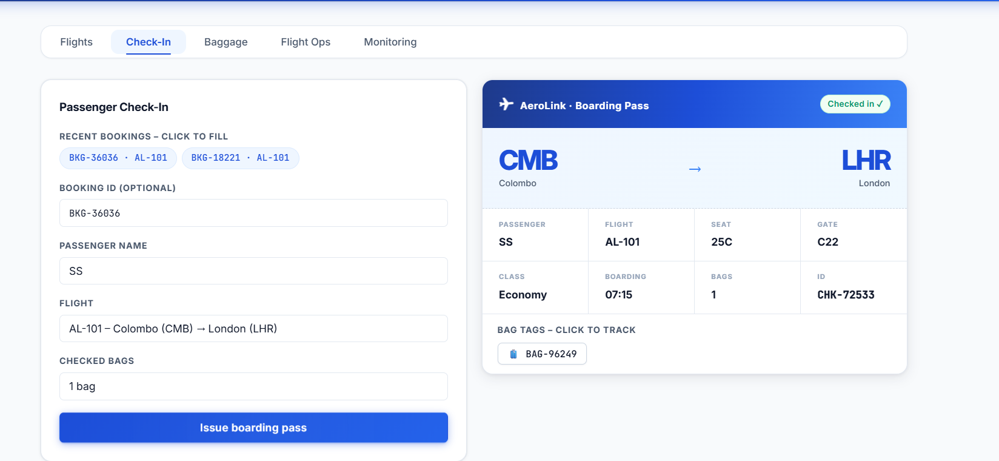 Flights
Check-In
Baggage
Flight Ops
Monitoring
Passenger Check-In
RECENT BOOKINGS – CLICK TO FILL
BKG-36036 · AL-101
BKG-18221 · AL-101
BOOKING ID (OPTIONAL)
BKG-36036
PASSENGER NAME
SS
FLIGHT
AL-101 – Colombo (CMB) → London (LHR)
CHECKED BAGS
1 bag
Issue boarding pass
AeroLink · Boarding Pass
Checked in ✓
CMB → LHR
Colombo London
PASSENGER FLIGHT SEAT GATE
SS AL-101 25C C22
CLASS BOARDING BAGS ID
Economy 07:15 1 CHK-72533
BAG TAGS – CLICK TO TRACK
BAG-96249